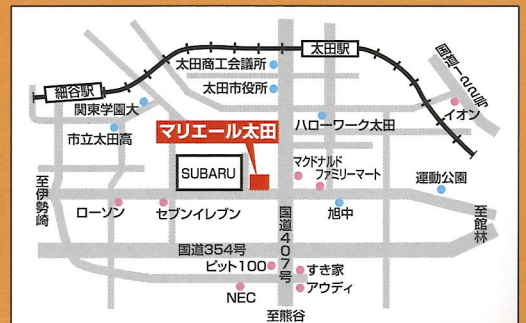 太田駅
太田商工会議所
国道122号
細谷駅
太田市役所
イオン
関東学園大
ハローワーク太田
市立太田高
マリエール太田
マクドナルド
ファミリーマート
SUBARU
運動公園
至伊勢崎
ローソン
セブンイレブン
旭中
至館林
国道407号
国道354号
ピット100
すき家
NEC
アウディ
至熊谷